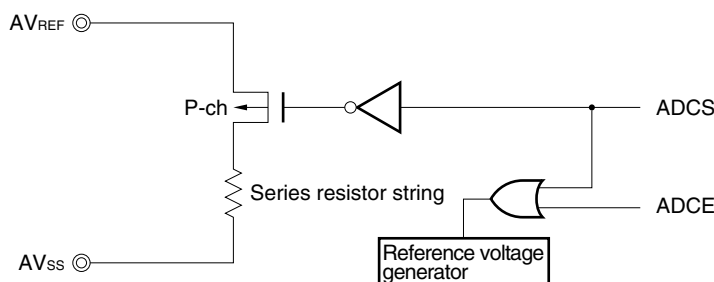 AVREF
P-ch
ADCS
Series resistor string
ADCE
Reference voltage
generator
AVSS